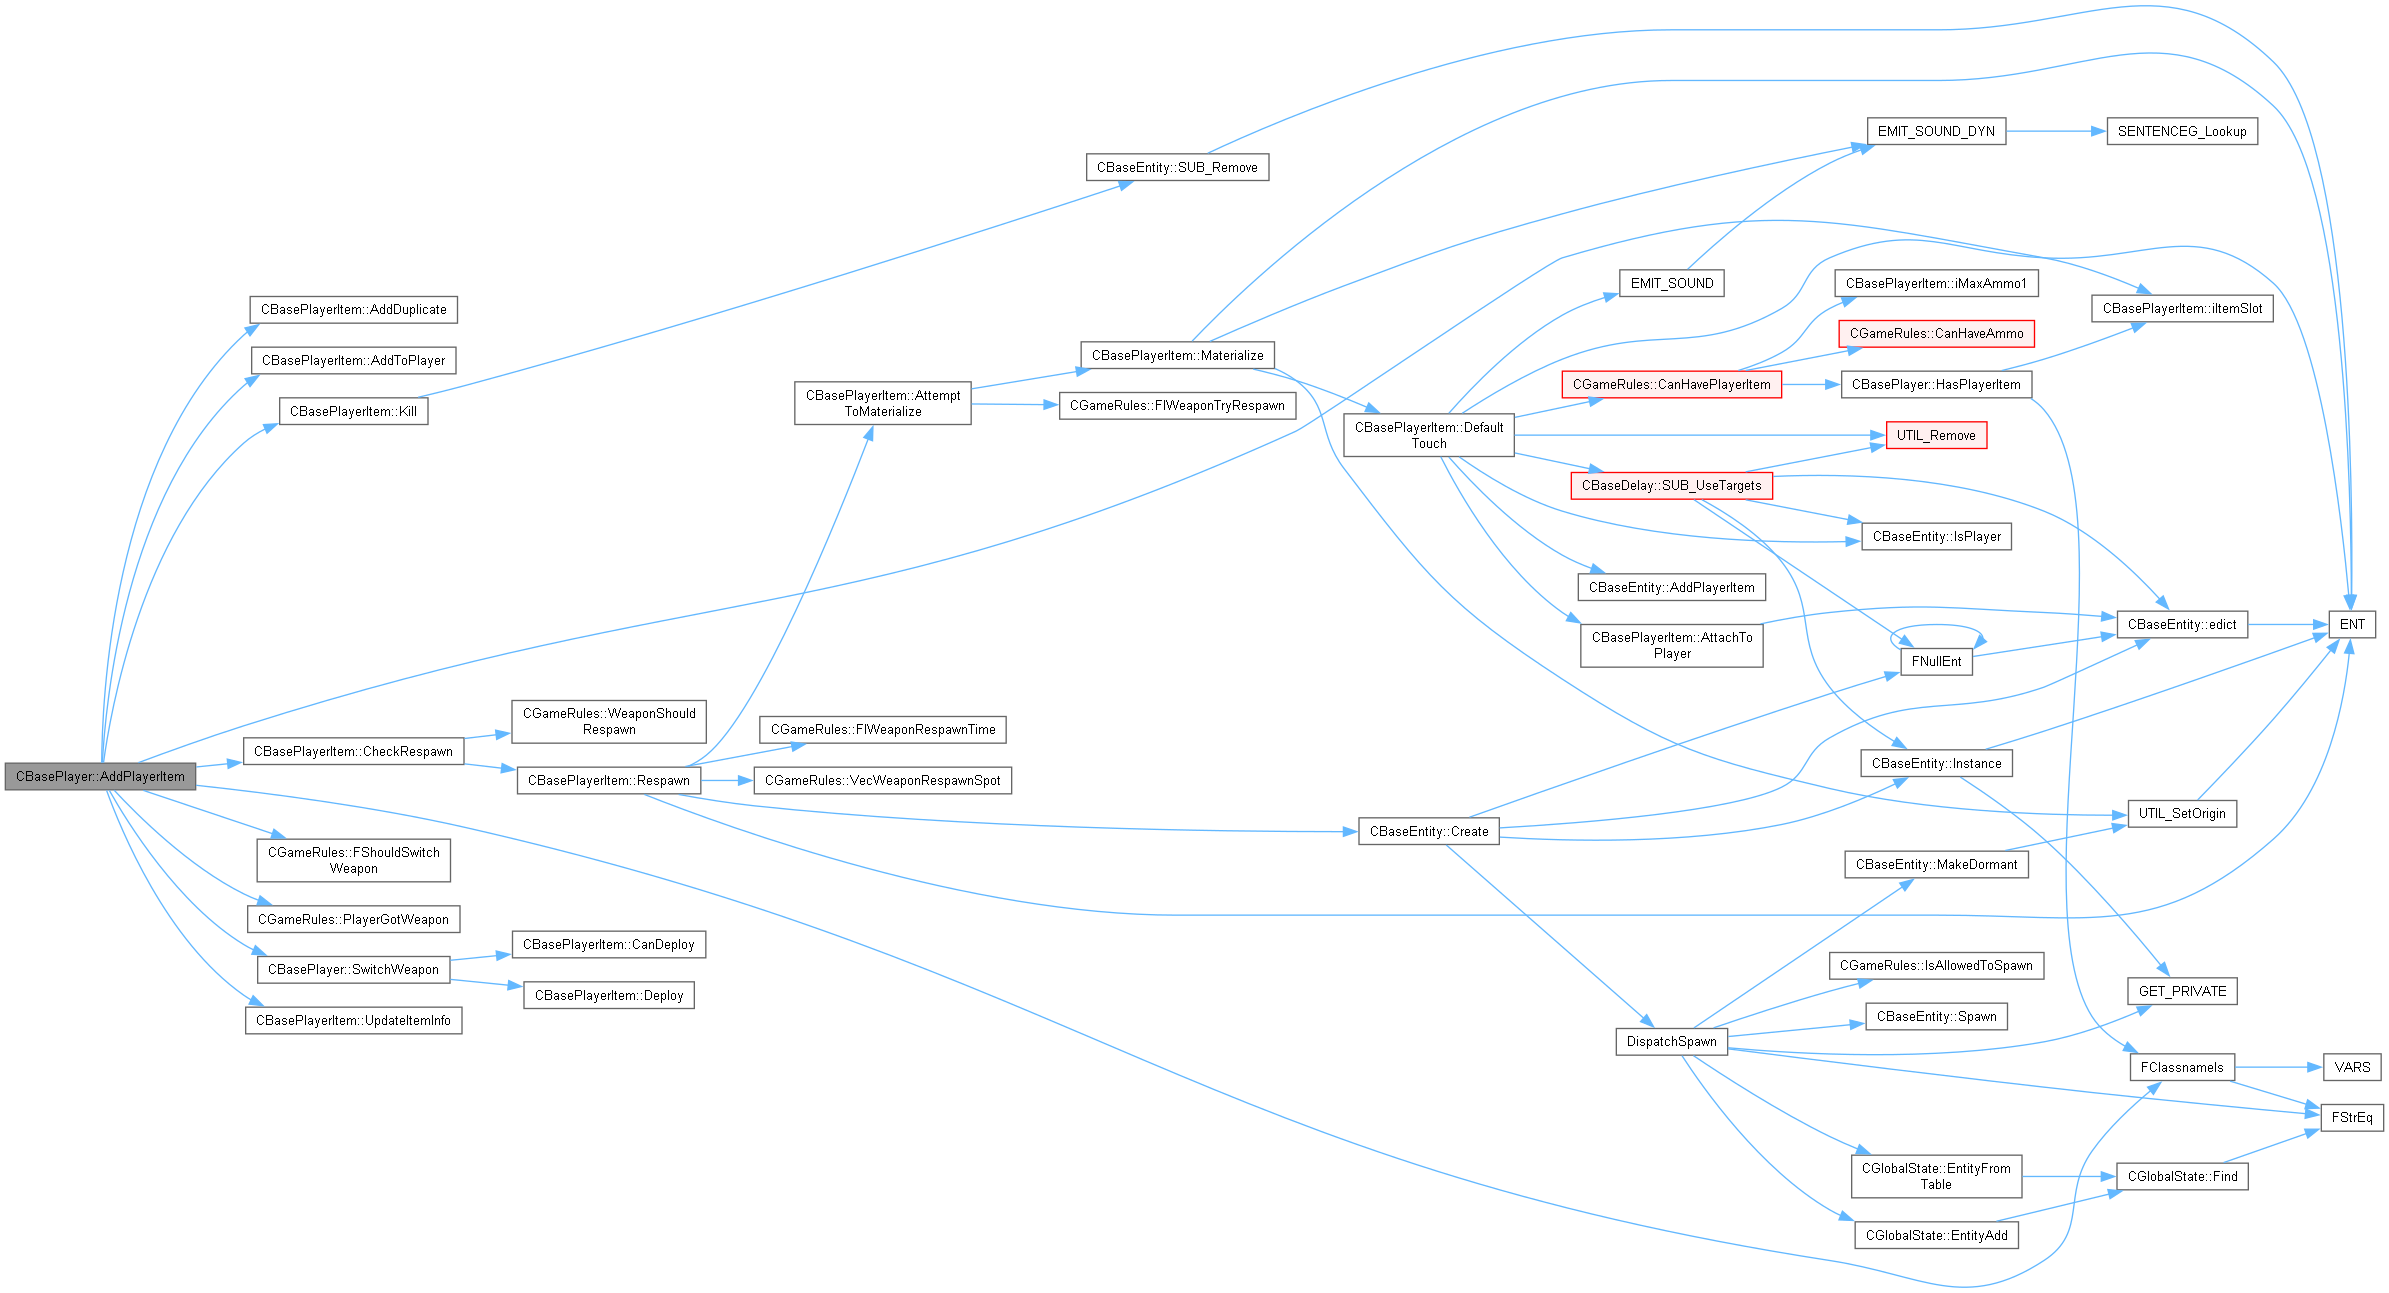 CBasePlayer::AddPlayerItem
CBasePlayerItem::AddDuplicate
CBasePlayerItem::AddToPlayer
CBasePlayerItem::Kill
CBasePlayerItem::CheckRespawn
CGameRules::FShouldSwitch
Weapon
CGameRules::PlayerGotWeapon
CBasePlayer::SwitchWeapon
CBasePlayerItem::UpdateItemInfo
CGameRules::WeaponShould
Respawn
CBasePlayerItem::Respawn
CBasePlayerItem::CanDeploy
CBasePlayerItem::Deploy
CBasePlayerItem::Attempt
ToMaterialize
CGameRules::FlWeaponRespawnTime
CGameRules::VecWeaponRespawnSpot
CBaseEntity::SUB_Remove
CBasePlayerItem::Materialize
CGameRules::FlWeaponTryRespawn
CBasePlayerItem::Default
Touch
CBaseEntity::Create
EMIT_SOUND
CGameRules::CanHavePlayerItem
CBaseDelay::SUB_UseTargets
CBaseEntity::AddPlayerItem
CBasePlayerItem::AttachTo
Player
DispatchSpawn
EMIT_SOUND_DYN
CBasePlayerItem::iMaxAmmo1
CGameRules::CanHaveAmmo
CBasePlayer::HasPlayerItem
UTIL_Remove
CBaseEntity::IsPlayer
FNullEnt
CBaseEntity::Instance
CBaseEntity::MakeDormant
CGameRules::IsAllowedToSpawn
CBaseEntity::Spawn
CGlobalState::EntityFrom
Table
CGlobalState::EntityAdd
SENTENCEG_Lookup
CBasePlayerItem::iItemSlot
CBaseEntity::edict
UTIL_SetOrigin
GET_PRIVATE
FClassnameIs
CGlobalState::Find
ENT
VARS
FStrEq